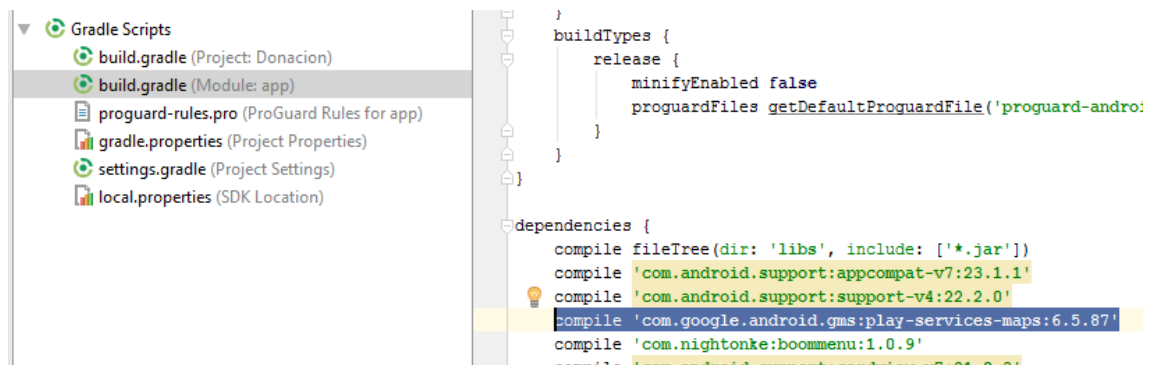 Gradle Scripts
build.gradle (Project: Donacion)
build.gradle (Module: app)
proguard-rules.pro (ProGuard Rules for app)
gradle.properties (Project Properties)
settings.gradle (Project Settings)
local.properties (SDK Location)
}
buildTypes {
release {
minifyEnabled false
proguardFiles getDefaultProguardFile('proguard-androi
}
}
}
dependencies {
compile fileTree(dir: 'libs', include: ['*.jar'])
compile 'com.android.support:appcompat-v7:23.1.1'
compile 'com.android.support:support-v4:22.2.0'
compile 'com.google.android.gms:play-services-maps:6.5.87'
compile 'com.nightonke:boommenu:1.0.9'